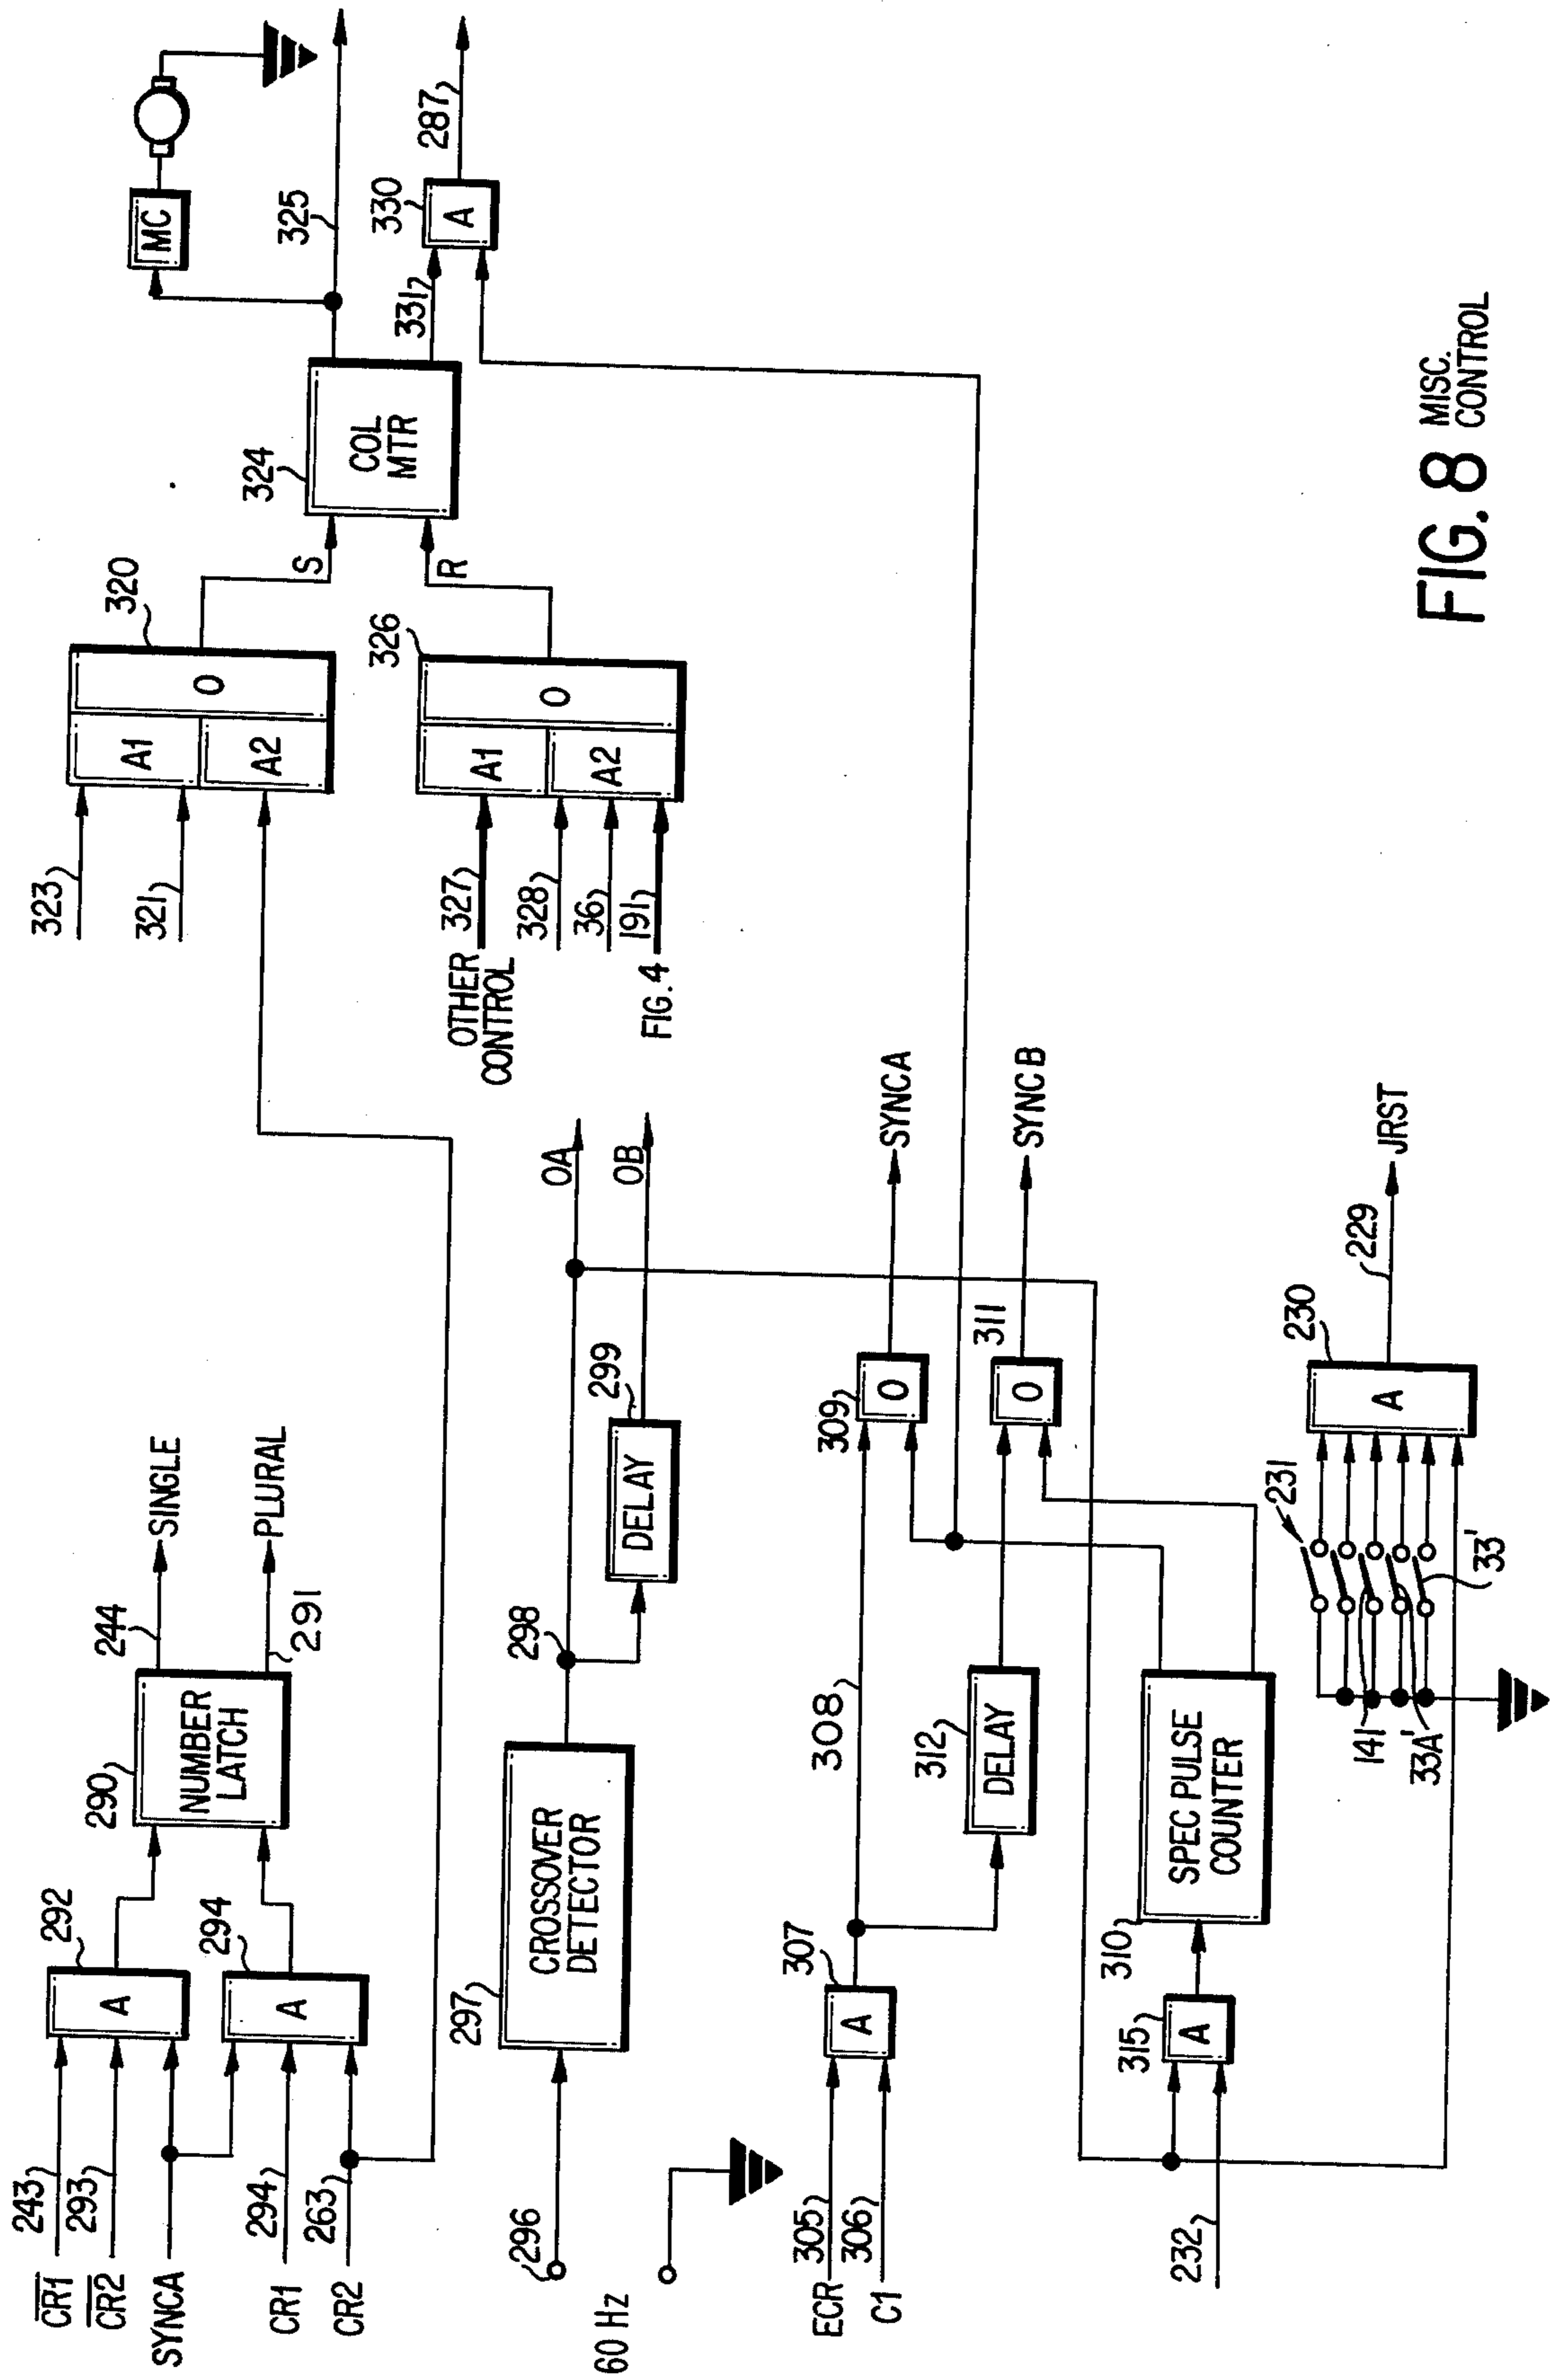 CR1
243
CR2
293
SYNCA
CR1
294
CR2
263
292
A
294
A
290
NUMBER
LATCH
244
SINGLE
291
PLURAL
323
321
A1
A2
O
320
S
OTHER
CONTROL
327
328
36
191
FIG. 4
A1
A2
O
326
R
324
COL
MTR
MC
325
331
330
A
287
60 Hz
296
297
CROSSOVER
DETECTOR
298
299
DELAY
OA
OB
ECR
305
C1
306
307
A
308
312
DELAY
309
O
SYNCA
311
O
SYNCB
232
315
A
310
SPEC PULSE
COUNTER
231
141
33A'
33'
230
A
229
JRST
FIG. 8 MISC.
CONTROL